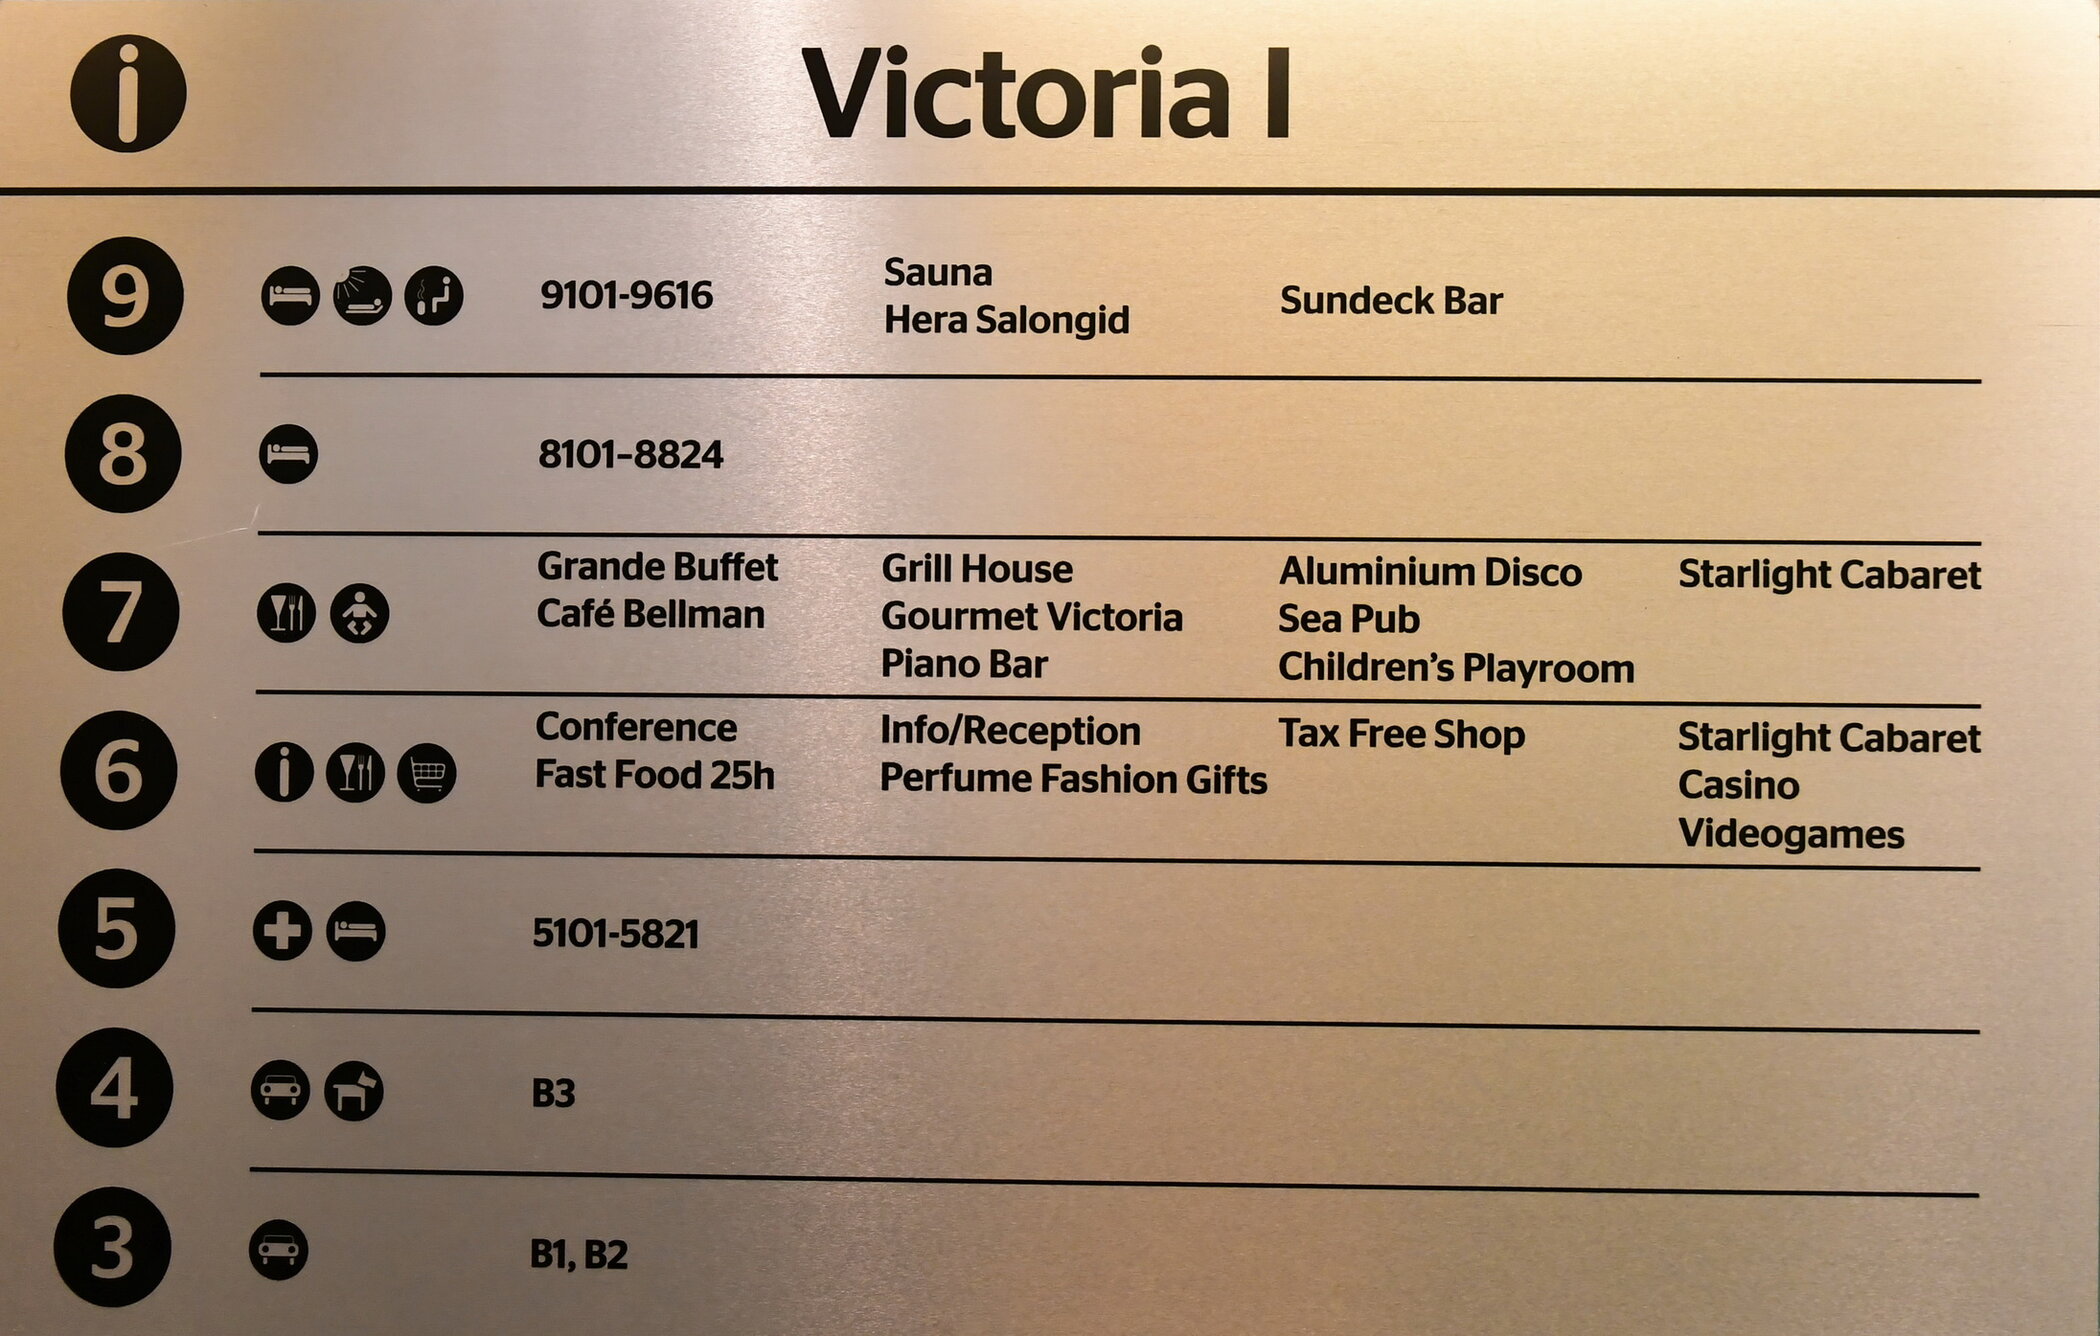 i
Victoria I
9
9101-9616
Sauna
Hera Salongid
Sundeck Bar
8
8101-8824
7
Grande Buffet
Café Bellman
Grill House
Gourmet Victoria
Piano Bar
Aluminium Disco
Sea Pub
Children’s Playroom
Starlight Cabaret
6
i
Conference
Fast Food 25h
Info/Reception
Perfume Fashion Gifts
Tax Free Shop
Starlight Cabaret
Casino
Videogames
5
5101-5821
4
B3
3
B1, B2